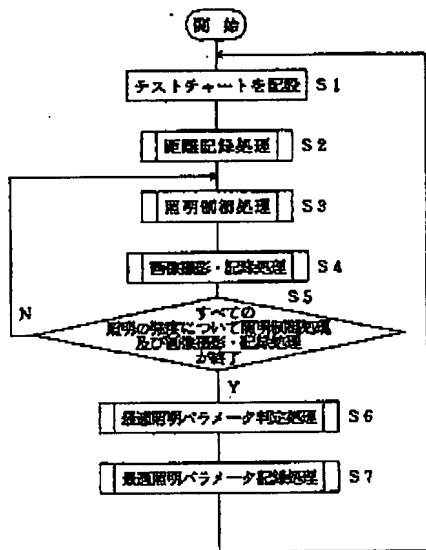 開始
テストチャートを配設 S1
距離記録処理 S2
照明制御処理 S3
画像撮影・記録処理 S4
S5
N
すべての
照明の強度について照明制御処理
及び画像撮影・記録処理
が終了
Y
最適照明パラメータ判定処理 S6
最適照明パラメータ記録処理 S7